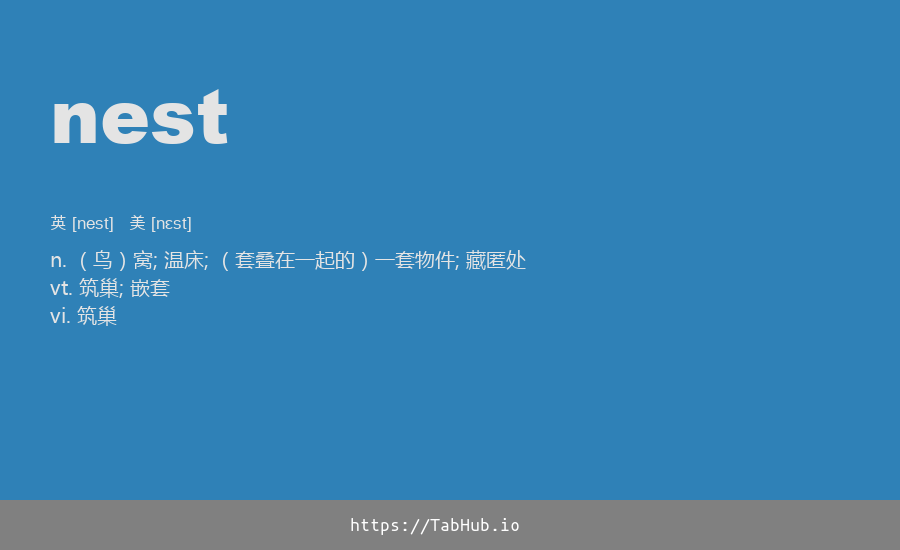 nest
英 [nest] 美 [nɛst]
n. （鸟）窝; 温床; （套叠在一起的）一套物件; 藏匿处
vt. 筑巢; 嵌套
vi. 筑巢
https://TabHub.io